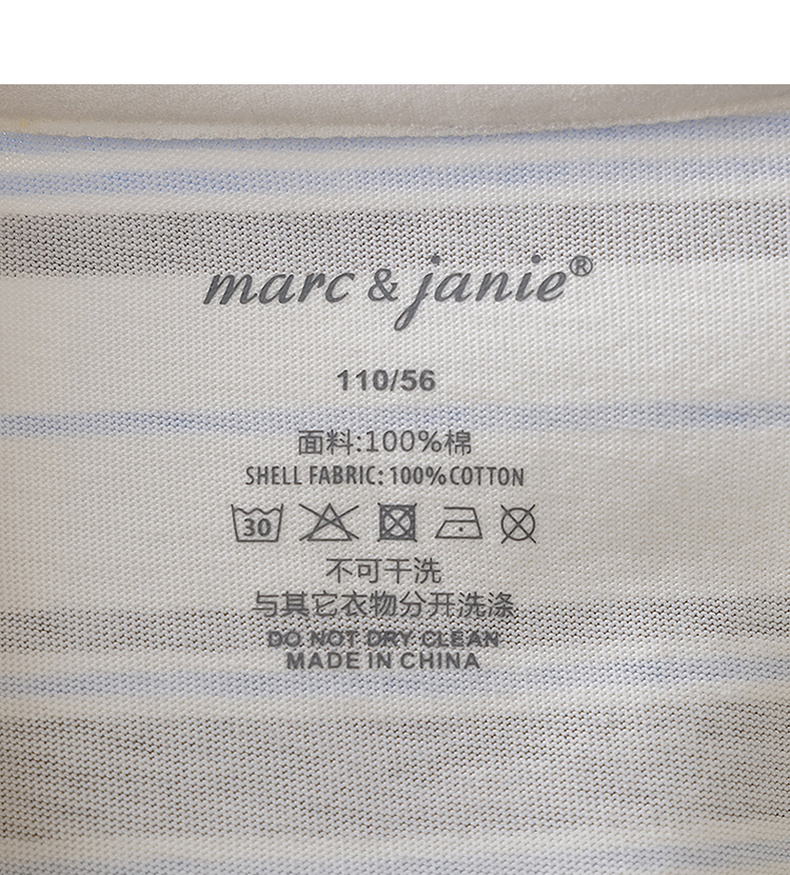 marc & janie®
110/56
面料:100%棉
SHELL FABRIC: 100%COTTON
30
不可干洗
与其它衣物分开洗涤
DO NOT DRY CLEAN
MADE IN CHINA